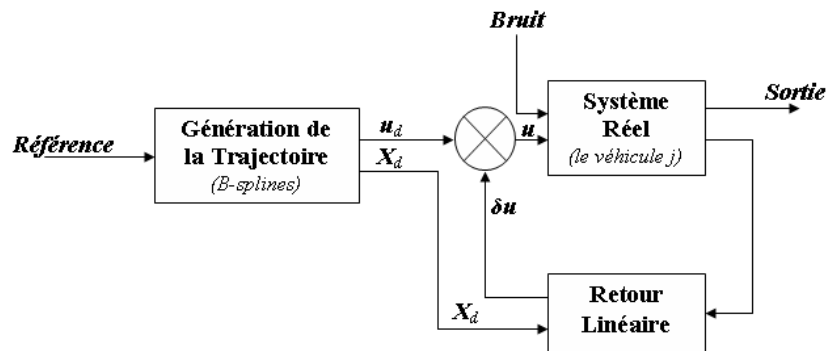 Bruit
Référence
Génération de
la Trajectoire
(B-splines)
u_d
X_d
u
Système
Réel
(le véhicule j)
Sortie
δu
X_d
Retour
Linéaire